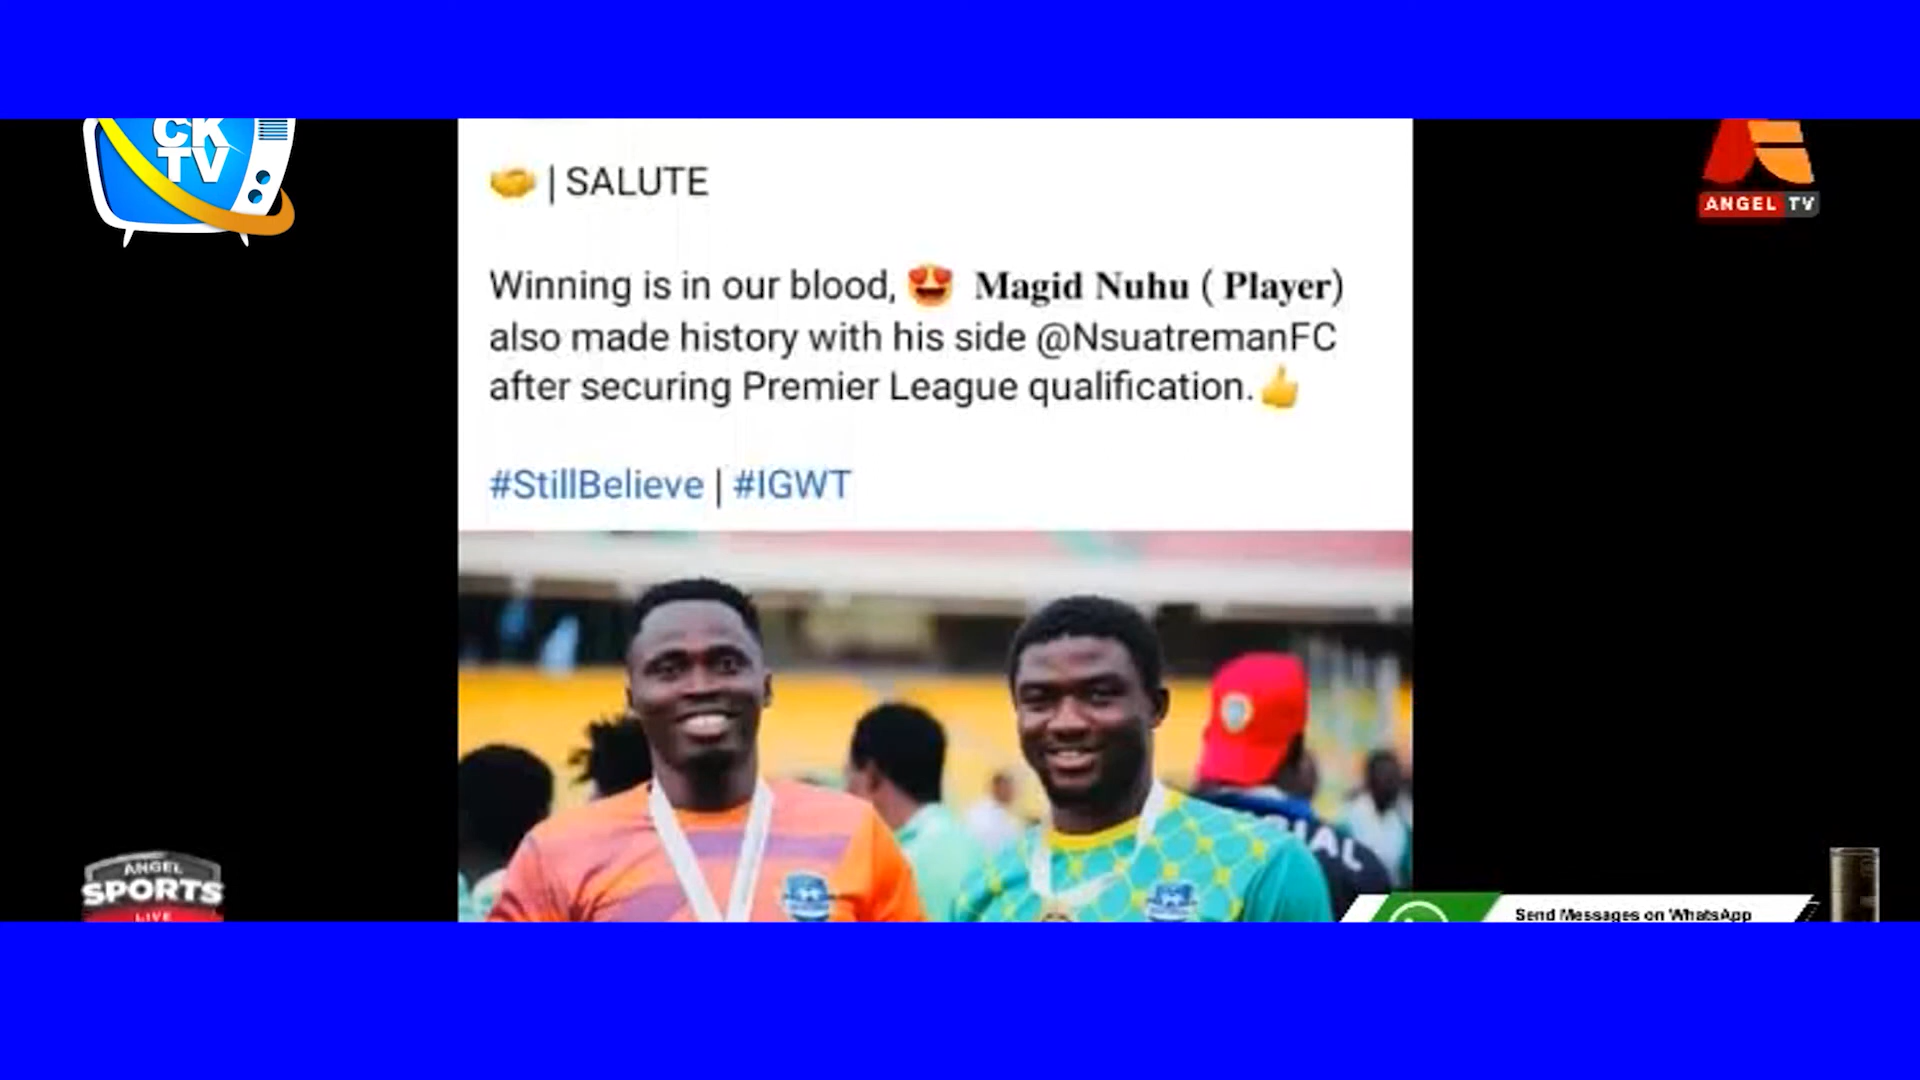 CK
TV
ANGEL TV
🤝 | SALUTE
Winning is in our blood, 😍 Magid Nuhu ( Player)
also made history with his side @NsuatremanFC
after securing Premier League qualification.👍
#StillBelieve | #IGWT
ANGEL
SPORTS
LIVE
Send Messages on WhatsApp